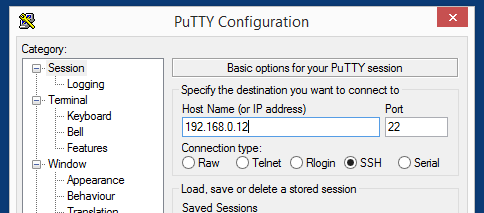 PuTTY Configuration
Category:
Session
Logging
Terminal
Keyboard
Bell
Features
Window
Appearance
Behaviour
Translation
Basic options for your PuTTY session
Specify the destination you want to connect to
Host Name (or IP address) Port
192.168.0.12 22
Connection type:
Raw Telnet Rlogin SSH Serial
Load, save or delete a stored session
Saved Sessions